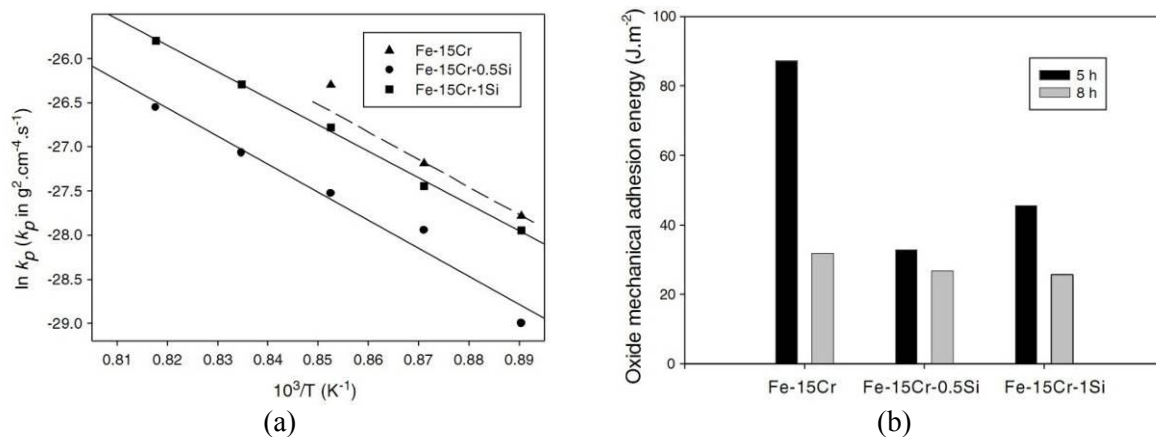 ln kp (kp in g².cm⁻⁴.s⁻¹)
-26.0
-26.5
-27.0
-27.5
-28.0
-28.5
-29.0
Fe-15Cr
Fe-15Cr-0.5Si
Fe-15Cr-1Si
0.81 0.82 0.83 0.84 0.85 0.86 0.87 0.88 0.89
10³/T (K⁻¹)
(a)
Oxide mechanical adhesion energy (J.m⁻²)
100
80
60
40
20
0
5 h
8 h
Fe-15Cr Fe-15Cr-0.5Si Fe-15Cr-1Si
(b)